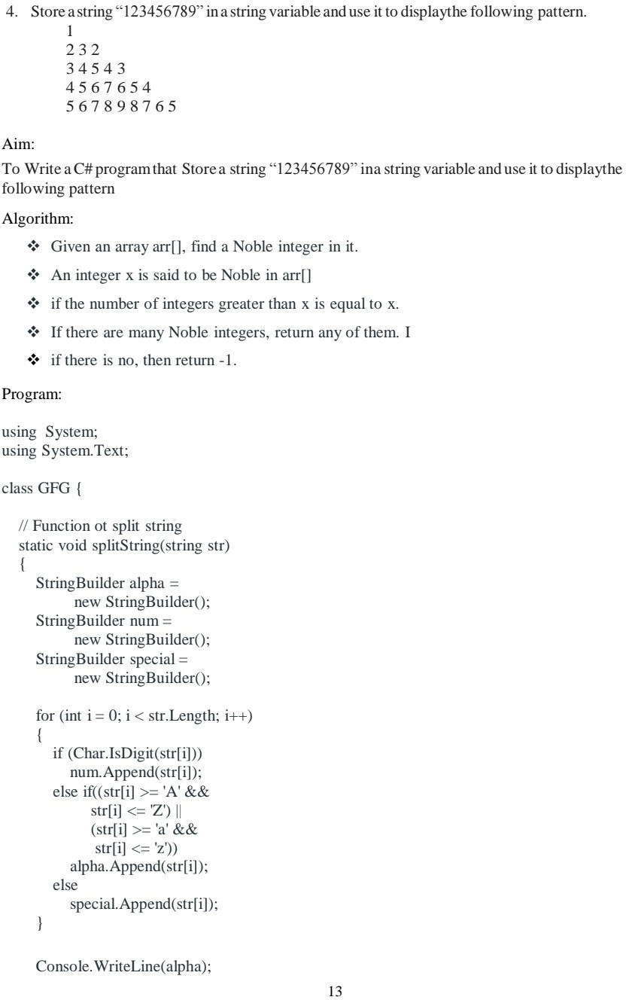 4. Store a string “123456789” in a string variable and use it to displaythe following pattern.
1
2 3 2
3 4 5 4 3
4 5 6 7 6 5 4
5 6 7 8 9 8 7 6 5
Aim:
To Write a C# program that Store a string “123456789” ina string variable and use it to displaythe
following pattern
Algorithm:
❖ Given an array arr[], find a Noble integer in it.
❖ An integer x is said to be Noble in arr[]
❖ if the number of integers greater than x is equal to x.
❖ If there are many Noble integers, return any of them. I
❖ if there is no, then return -1.
Program:
using System;
using System.Text;
class GFG {
// Function ot split string
static void splitString(string str)
{
StringBuilder alpha =
new StringBuilder();
StringBuilder num =
new StringBuilder();
StringBuilder special =
new StringBuilder();
for (int i = 0; i < str.Length; i++)
{
if (Char.IsDigit(str[i]))
num.Append(str[i]);
else if((str[i] >= 'A' &&
str[i] <= 'Z') ||
(str[i] >= 'a' &&
str[i] <= 'z'))
alpha.Append(str[i]);
else
special.Append(str[i]);
}
Console.WriteLine(alpha);
13